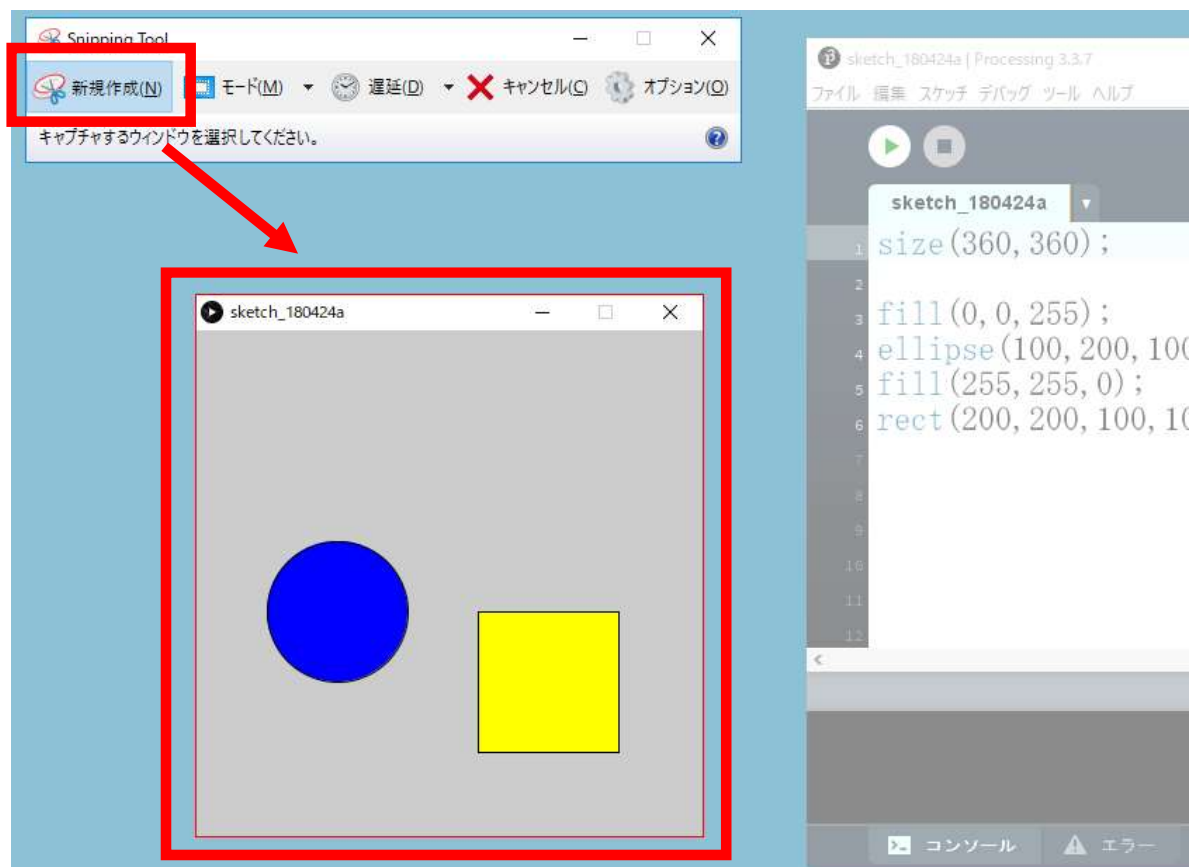 Snipping Tool
新規作成(N) モード(M) 遅延(D) キャンセル(C) オプション(O)
キャプチャするウィンドウを選択してください。
sketch_180424a
sketch_180424a | Processing 3.3.7
ファイル 編集 スケッチ デバッグ ツール ヘルプ
sketch_180424a
1 size(360,360);
2
3 fill(0,0,255);
4 ellipse(100,200,100
5 fill(255,255,0);
6 rect(200,200,100,10
7
8
9
10
11
12
コンソール エラー